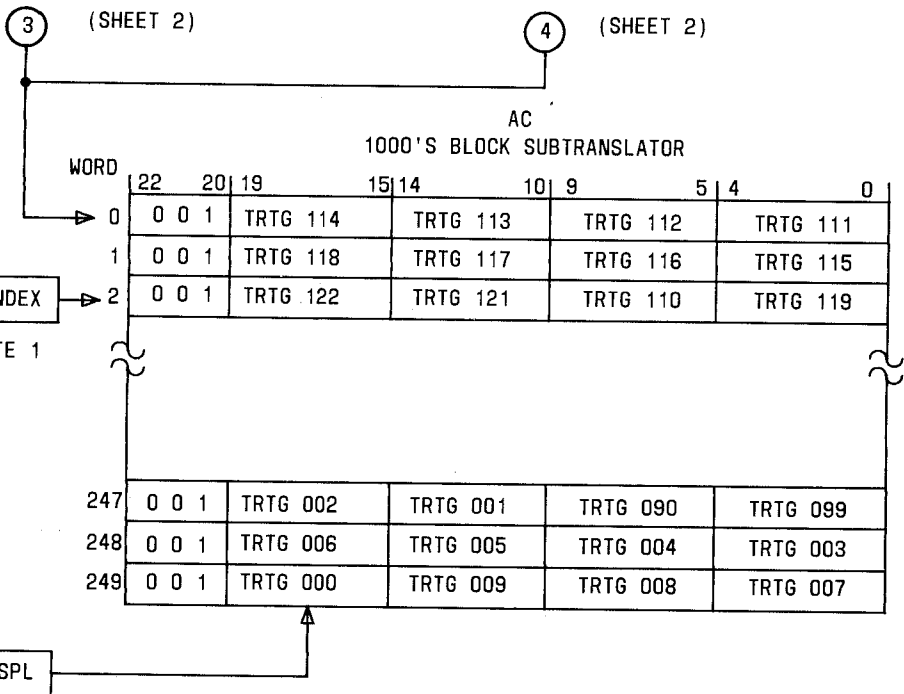 3 (SHEET 2) 4 (SHEET 2)
AC
1000'S BLOCK SUBTRANSLATOR
WORD
22 20 19 15 14 10 9 5 4 0
0 0 0 1 TRTG 114 TRTG 113 TRTG 112 TRTG 111
1 0 0 1 TRTG 118 TRTG 117 TRTG 116 TRTG 115
NDEX 2 0 0 1 TRTG 122 TRTG 121 TRTG 110 TRTG 119
TE 1
247 0 0 1 TRTG 002 TRTG 001 TRTG 090 TRTG 099
248 0 0 1 TRTG 006 TRTG 005 TRTG 004 TRTG 003
249 0 0 1 TRTG 000 TRTG 009 TRTG 008 TRTG 007
SPL